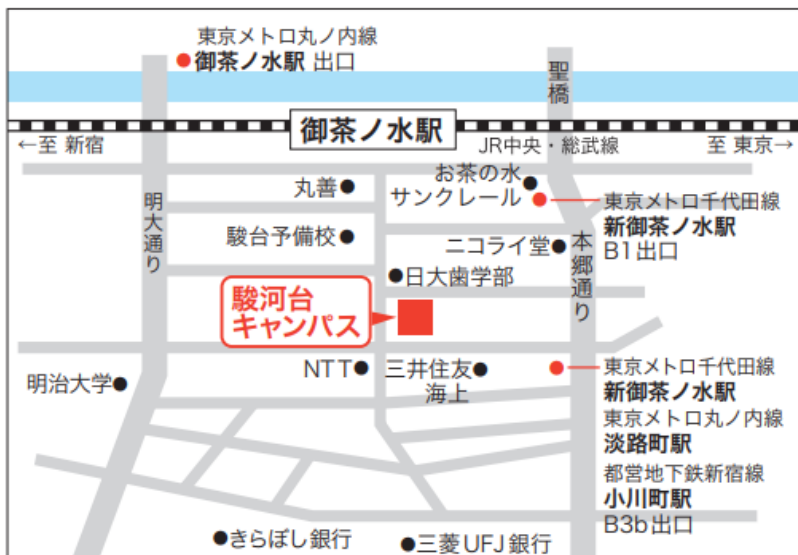 東京メトロ丸ノ内線
御茶ノ水駅 出口
聖橋
御茶ノ水駅
←至 新宿
JR中央・総武線
至 東京→
明大通り
丸善
お茶の水
サンクレール
東京メトロ千代田線
新御茶ノ水駅
B1出口
駿台予備校
ニコライ堂
本郷通り
日大歯学部
駿河台
キャンパス
NTT
三井住友
海上
明治大学
東京メトロ千代田線
新御茶ノ水駅
東京メトロ丸ノ内線
淡路町駅
都営地下鉄新宿線
小川町駅
B3b出口
きらぼし銀行
三菱UFJ銀行